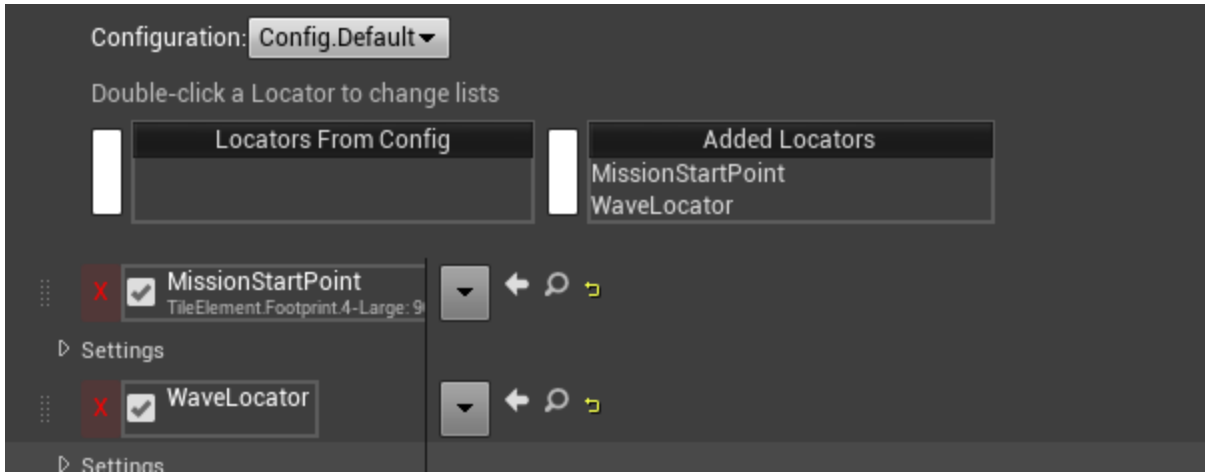 Configuration: Config.Default
Double-click a Locator to change lists
Locators From Config
Added Locators
MissionStartPoint
WaveLocator
X MissionStartPoint
TileElement.Footprint.4-Large: 9
Settings
X WaveLocator
Settings